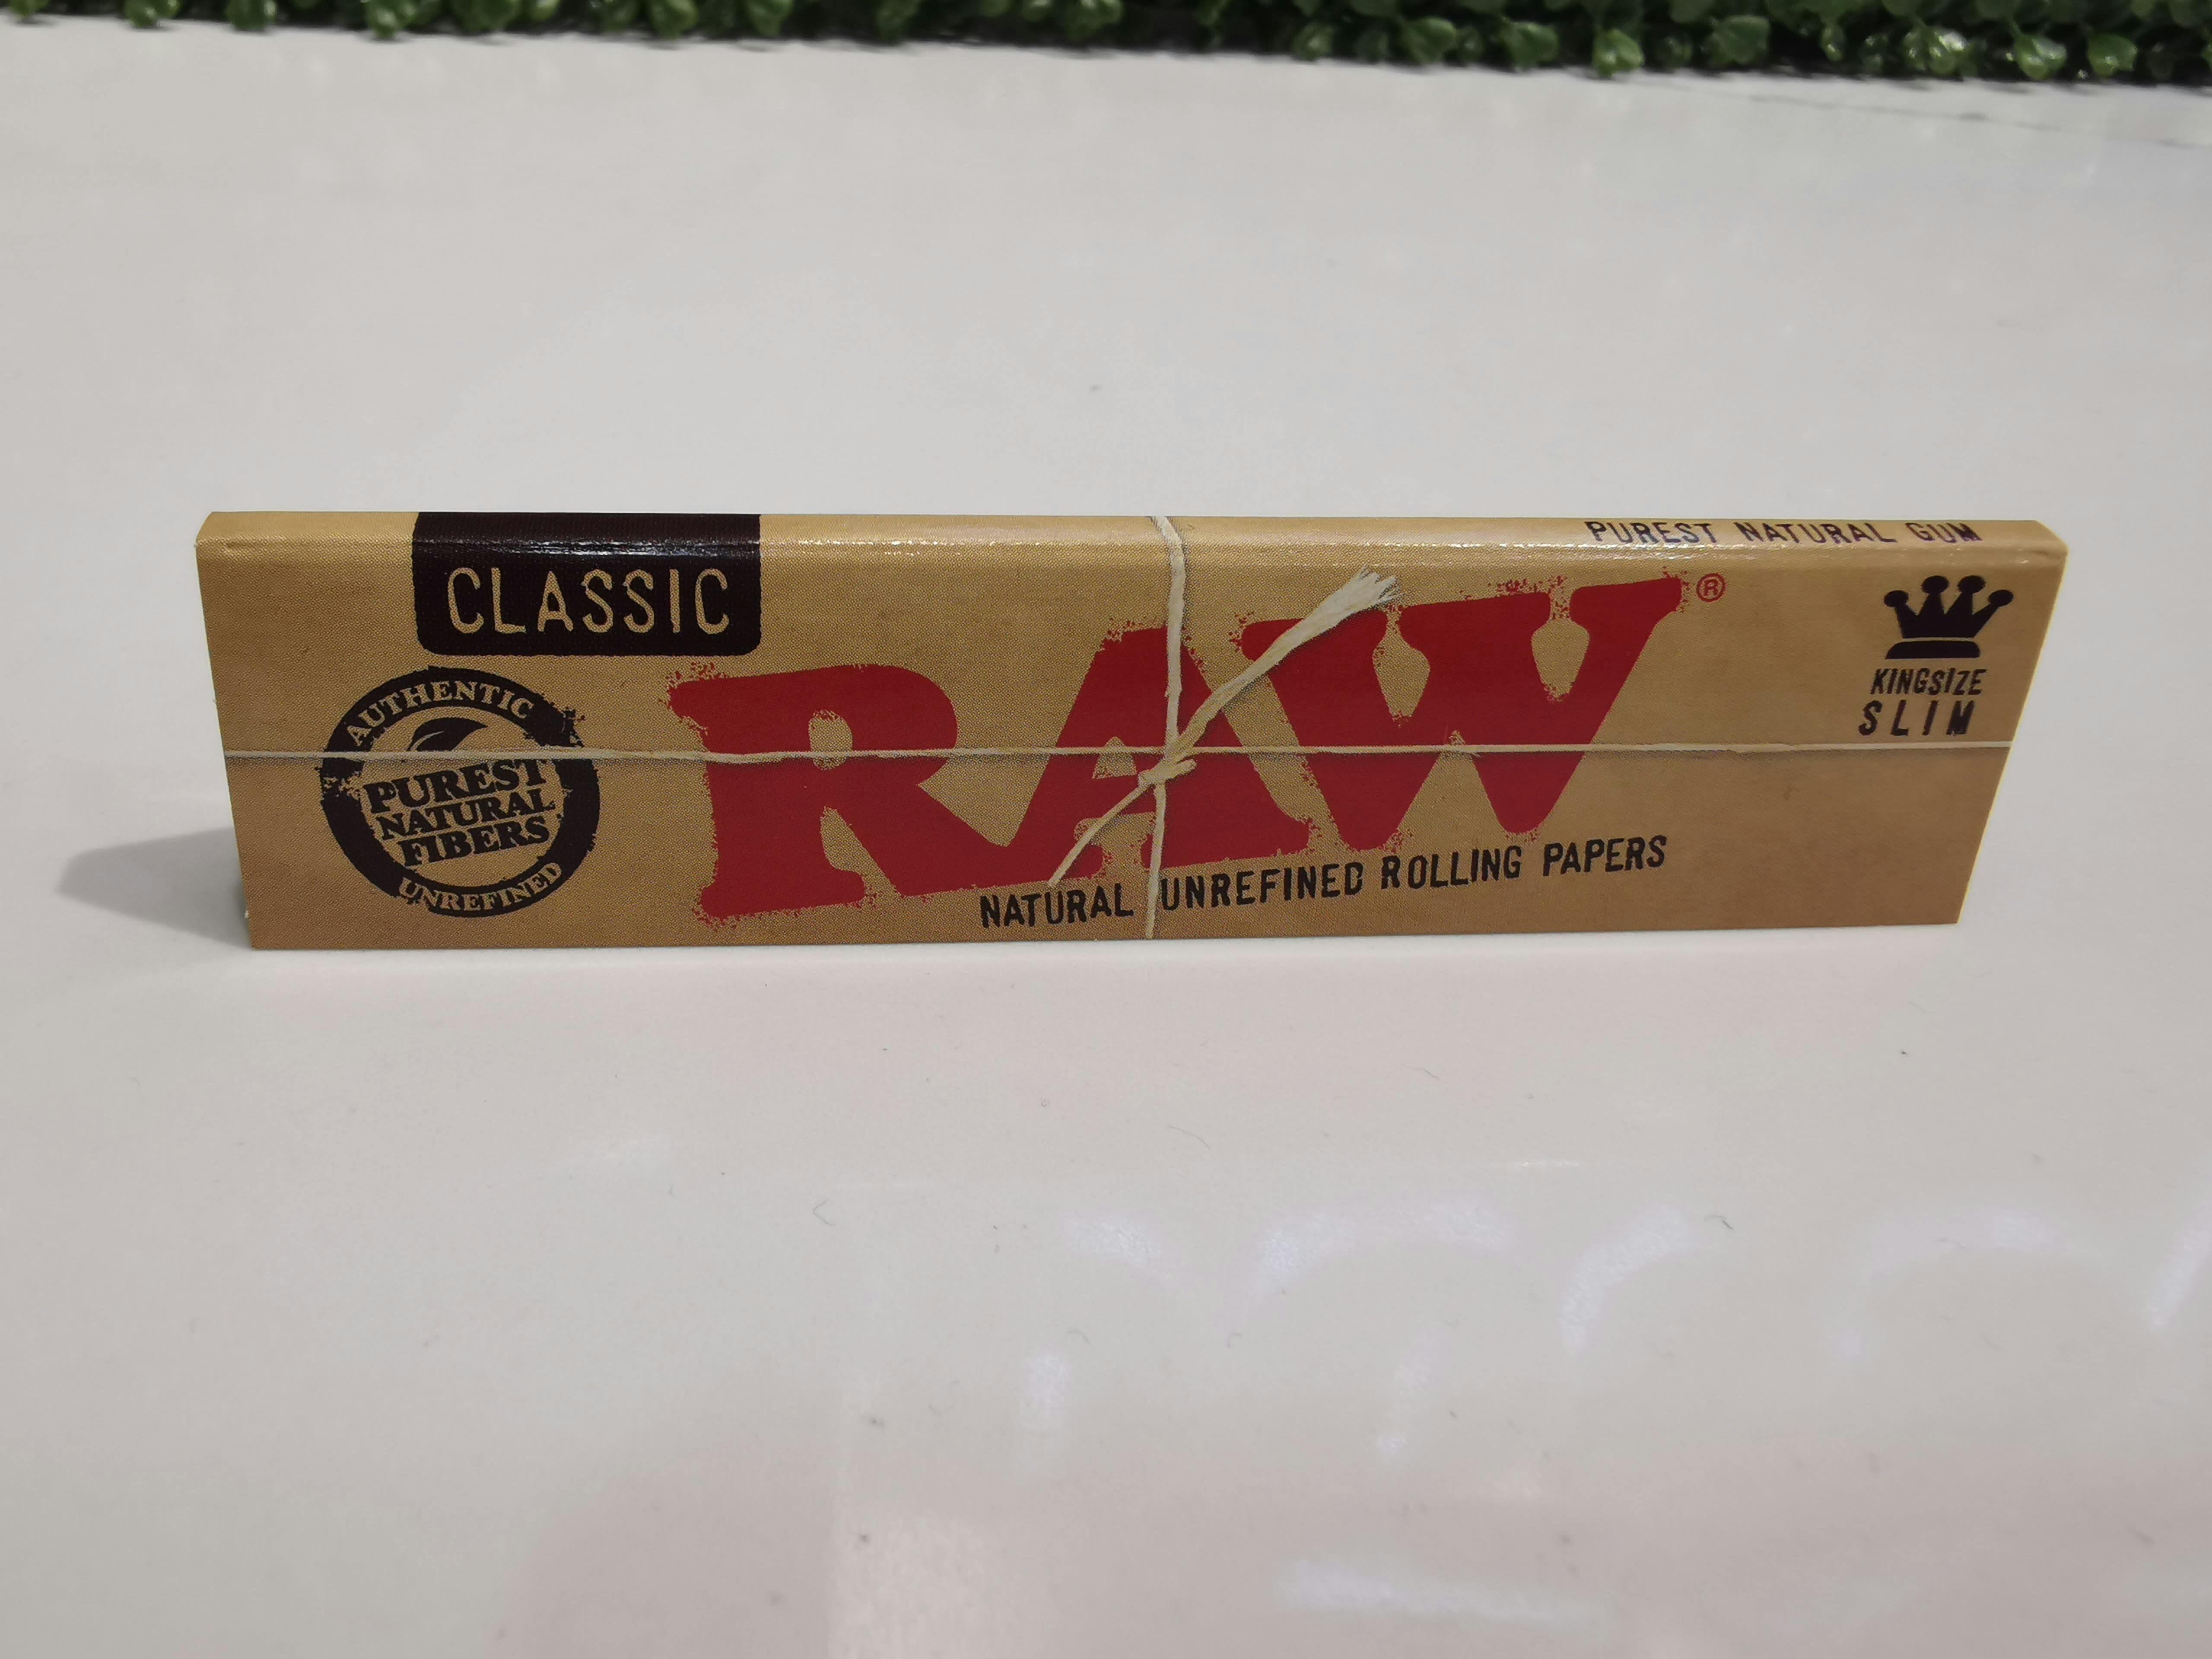 PUREST NATURAL GUM
CLASSIC
RAW®
KINGSIZE
SLIM
AUTHENTIC
PUREST
NATURAL
FIBERS
UNREFINED
NATURAL UNREFINED ROLLING PAPERS